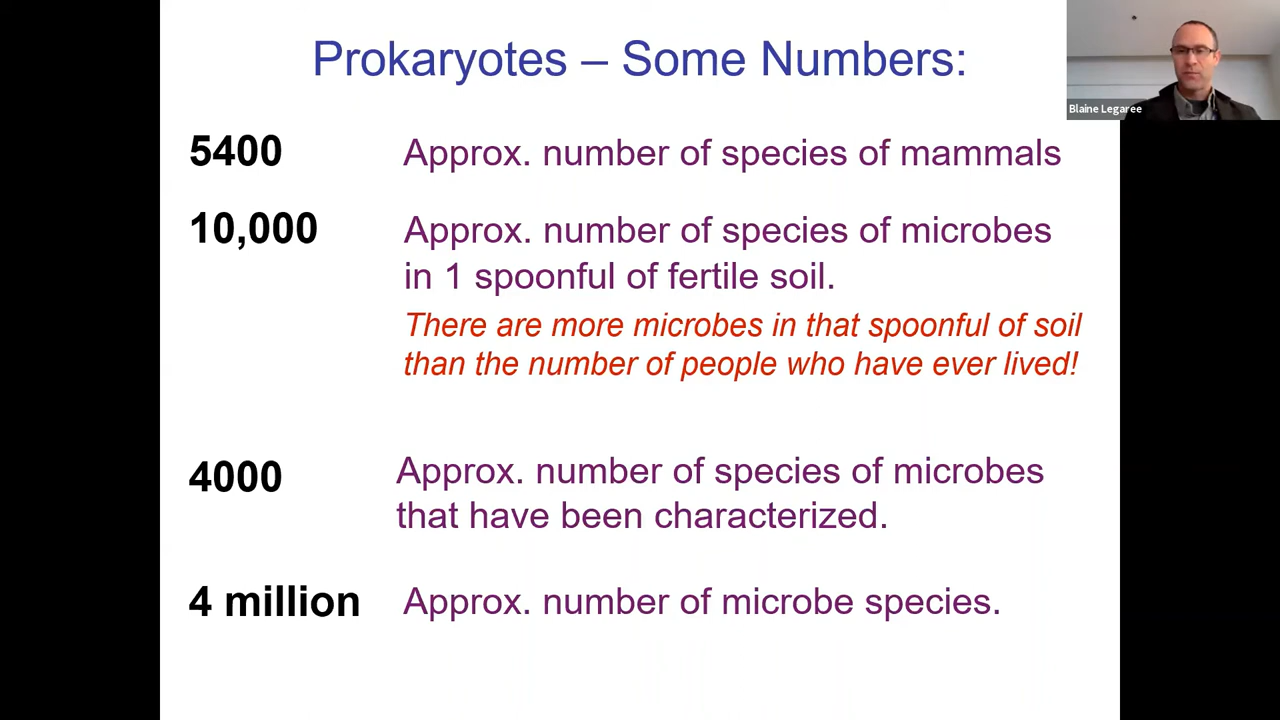 Prokaryotes – Some Numbers:
Blaine Legaree
5400 Approx. number of species of mammals
10,000 Approx. number of species of microbes
in 1 spoonful of fertile soil.
There are more microbes in that spoonful of soil
than the number of people who have ever lived!
4000 Approx. number of species of microbes
that have been characterized.
4 million Approx. number of microbe species.